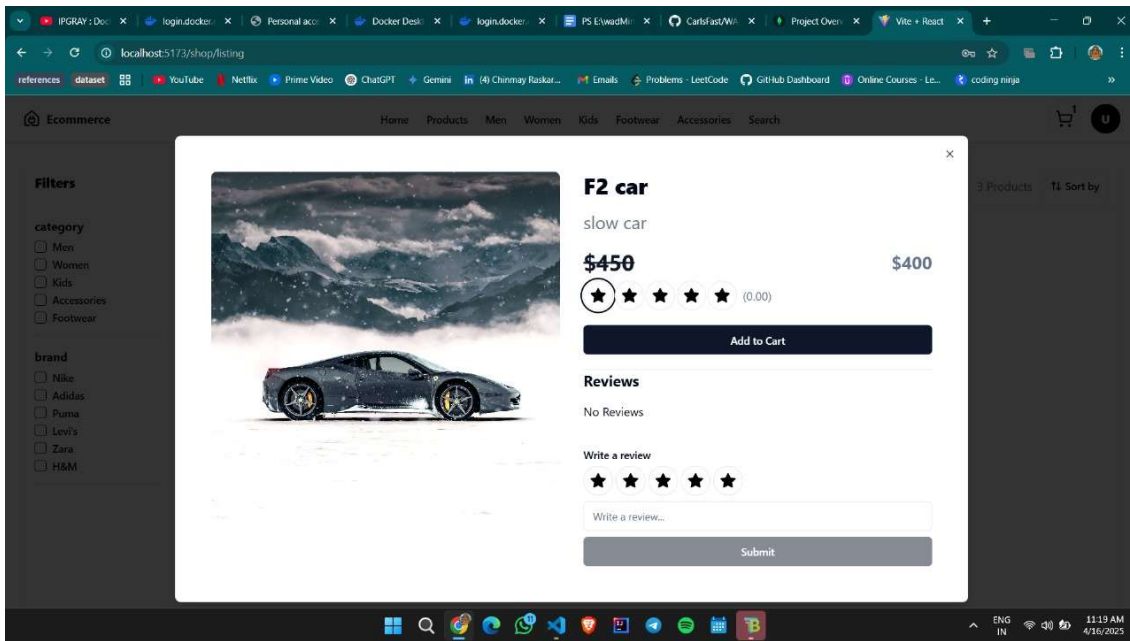 IPGRAY : Doc
login.docker.
Personal acco
Docker Desk
login.docker.
PS E:\wadMin
CarlsFast/WA
Project Over
Vite + React
localhost:5173/shop/listing
references dataset YouTube Netflix Prime Video ChatGPT Gemini (4) Chinmay Raskar... Emails Problems - LeetCode GitHub Dashboard Online Courses - Le... coding ninja
Ecommerce Home Products Men Women Kids Footwear Accessories Search 1 U
Filters
3 Products Sort by
category
Men
Women
Kids
Accessories
Footwear
brand
Nike
Adidas
Puma
Levi's
Zara
H&M
F2 car
slow car
$450 $400
(0.00)
Add to Cart
Reviews
No Reviews
Write a review
Write a review...
Submit
ENG
IN
11:19 AM
4/16/2025